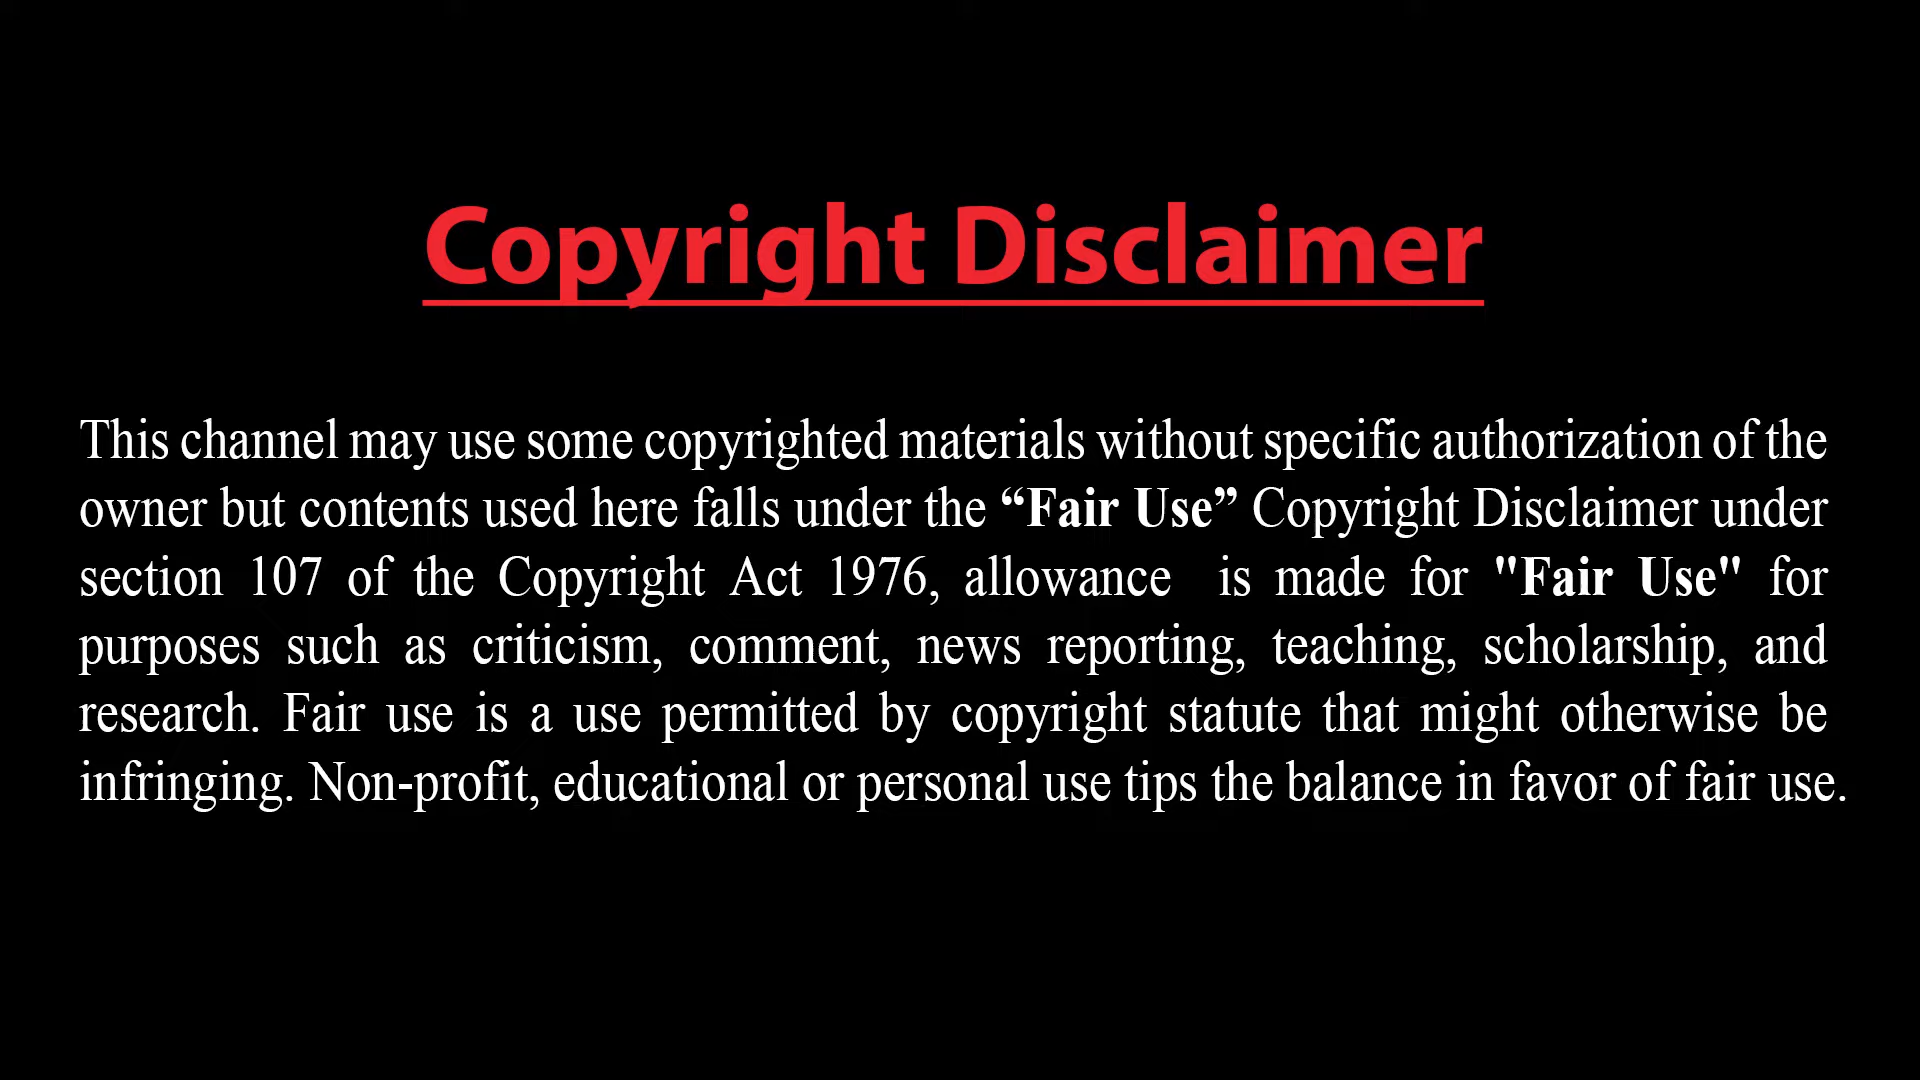 Copyright Disclaimer
This channel may use some copyrighted materials without specific authorization of the
owner but contents used here falls under the “Fair Use” Copyright Disclaimer under
section 107 of the Copyright Act 1976, allowance is made for "Fair Use" for
purposes such as criticism, comment, news reporting, teaching, scholarship, and
research. Fair use is a use permitted by copyright statute that might otherwise be
infringing. Non-profit, educational or personal use tips the balance in favor of fair use.